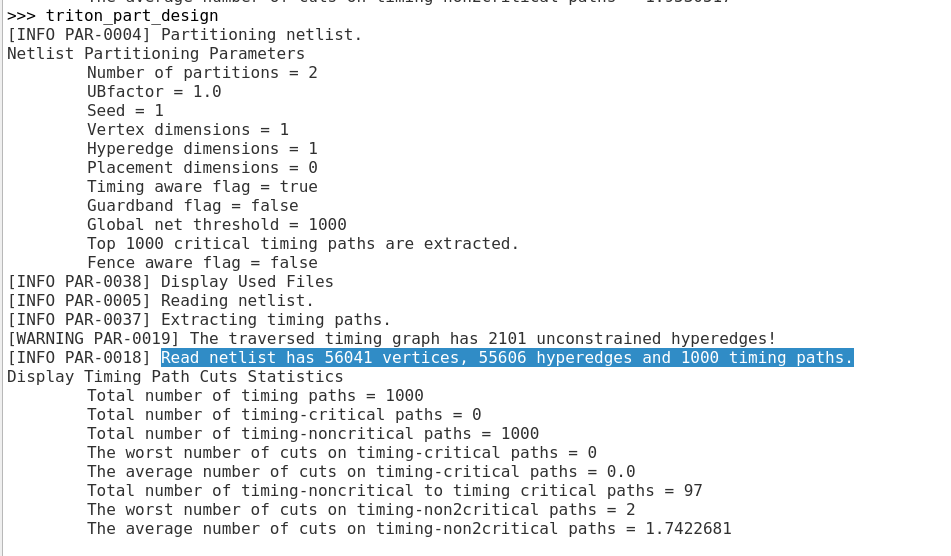 The average number of cuts on timing-non2critical paths = 1.9550517
>>> triton_part_design
[INFO PAR-0004] Partitioning netlist.
Netlist Partitioning Parameters
Number of partitions = 2
UBfactor = 1.0
Seed = 1
Vertex dimensions = 1
Hyperedge dimensions = 1
Placement dimensions = 0
Timing aware flag = true
Guardband flag = false
Global net threshold = 1000
Top 1000 critical timing paths are extracted.
Fence aware flag = false
[INFO PAR-0038] Display Used Files
[INFO PAR-0005] Reading netlist.
[INFO PAR-0037] Extracting timing paths.
[WARNING PAR-0019] The traversed timing graph has 2101 unconstrained hyperedges!
[INFO PAR-0018] Read netlist has 56041 vertices, 55606 hyperedges and 1000 timing paths.
Display Timing Path Cuts Statistics
Total number of timing paths = 1000
Total number of timing-critical paths = 0
Total number of timing-noncritical paths = 1000
The worst number of cuts on timing-critical paths = 0
The average number of cuts on timing-critical paths = 0.0
Total number of timing-noncritical to timing critical paths = 97
The worst number of cuts on timing-non2critical paths = 2
The average number of cuts on timing-non2critical paths = 1.7422681